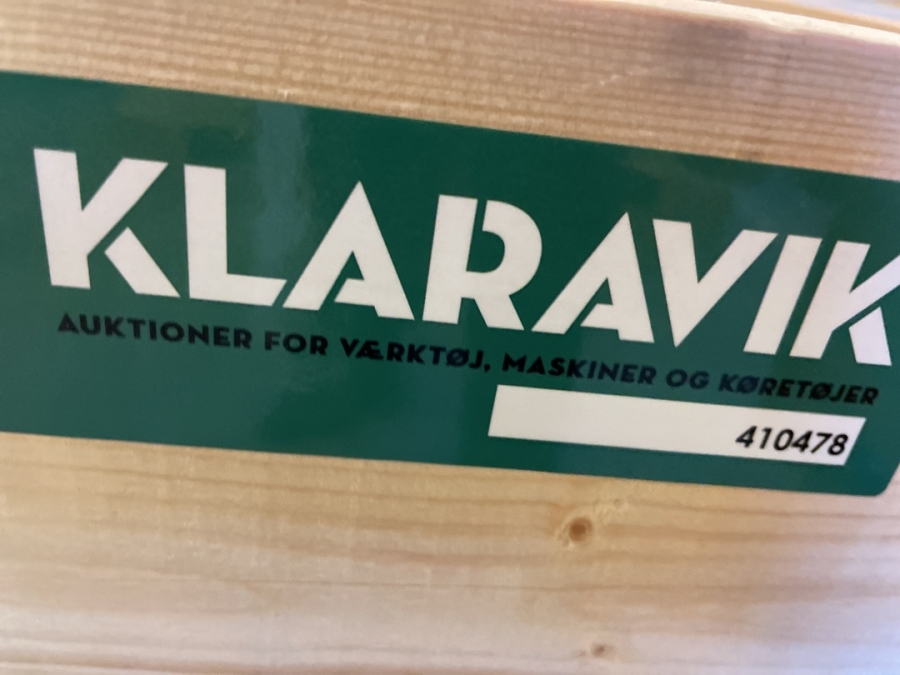 KLARAVIK
AUKTIONER FOR VÆRKTØJ, MASKINER OG KØRETØJER
410478